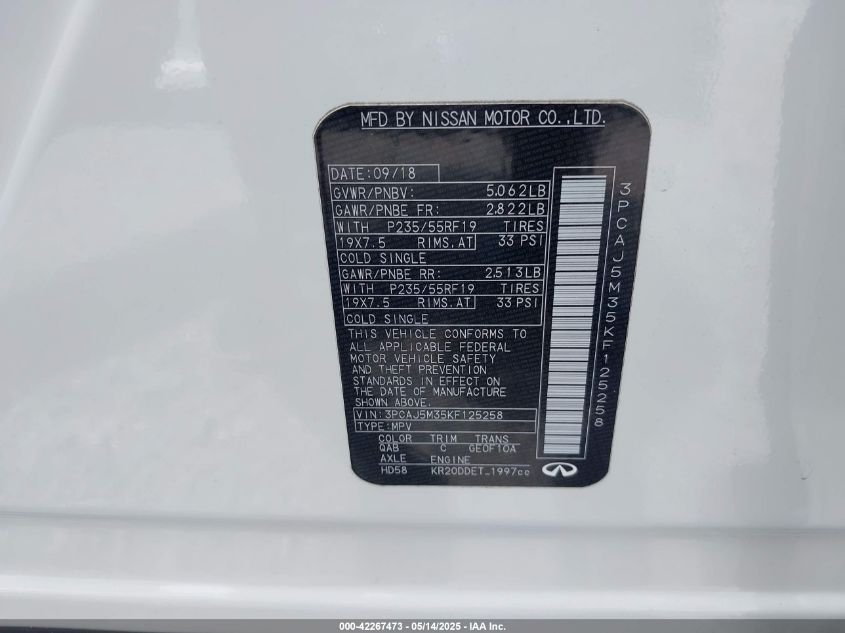 MFD BY NISSAN MOTOR CO.,LTD.
DATE:09/18
GVWR/PNBV: 5.062LB
GAWR/PNBE FR: 2.822LB
WITH P235/55RF19 TIRES
19X7.5 RIMS.AT 33 PSI
COLD SINGLE
GAWR/PNBE RR: 2.513LB
WITH P235/55RF19 TIRES
19X7.5 RIMS.AT 33 PSI
COLD SINGLE
THIS VEHICLE CONFORMS TO
ALL APPLICABLE FEDERAL
MOTOR VEHICLE SAFETY
AND THEFT PREVENTION
STANDARDS IN EFFECT ON
THE DATE OF MANUFACTURE
SHOWN ABOVE.
VIN:3PCAJ5M35KF125258
TYPE:MPV
COLOR TRIM TRANS
QAB C GE0F10A
AXLE ENGINE
HD58 KR20DDET_1997cc
3PCAJ5M35KF125258
000-42267473 — 05/14/2025 — IAA Inc.